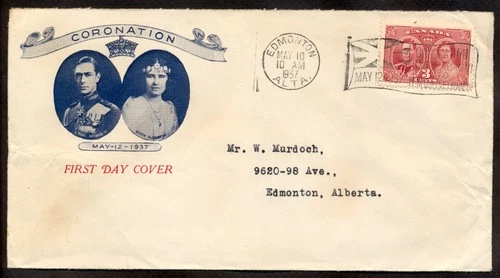 CORONATION
MAY-12-1937
FIRST DAY COVER
EDMONTON
MAY 10
10 AM
1937
ALTA.
MAY 12
CANADA
3
Mr. W. Murdoch,
9620-98 Ave.,
Edmonton, Alberta.